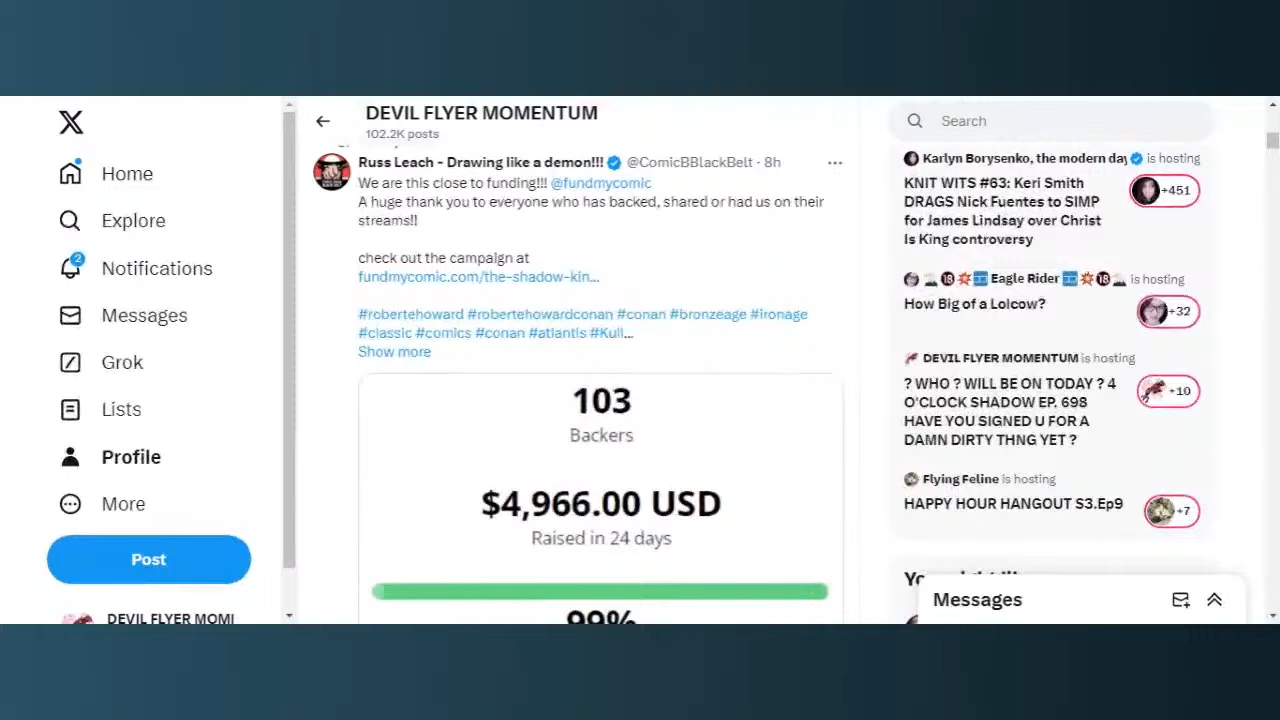 Home
Explore
2
Notifications
Messages
Grok
Lists
Profile
More
Post
DEVIL FLYER MOMI
DEVIL FLYER MOMENTUM
102.2K posts
Russ Leach - Drawing like a demon!!! @ComicBBlackBelt · 8h
We are this close to funding!!! @fundmycomic
A huge thank you to everyone who has backed, shared or had us on their
streams!!
check out the campaign at
fundmycomic.com/the-shadow-kin...
#robertehoward #robertehowardconan #conan #bronzeage #ironage
#classic #comics #conan #atlantis #Kull...
Show more
103
Backers
$4,966.00 USD
Raised in 24 days
99%
Search
Karlyn Borysenko, the modern day is hosting
KNIT WITS #63: Keri Smith
DRAGS Nick Fuentes to SIMP
for James Lindsay over Christ
Is King controversy
+451
Eagle Rider is hosting
How Big of a Lolcow?
+32
DEVIL FLYER MOMENTUM is hosting
? WHO ? WILL BE ON TODAY ? 4
O'CLOCK SHADOW EP. 698
HAVE YOU SIGNED U FOR A
DAMN DIRTY THNG YET ?
+10
Flying Feline is hosting
HAPPY HOUR HANGOUT S3.Ep9
+7
Messages